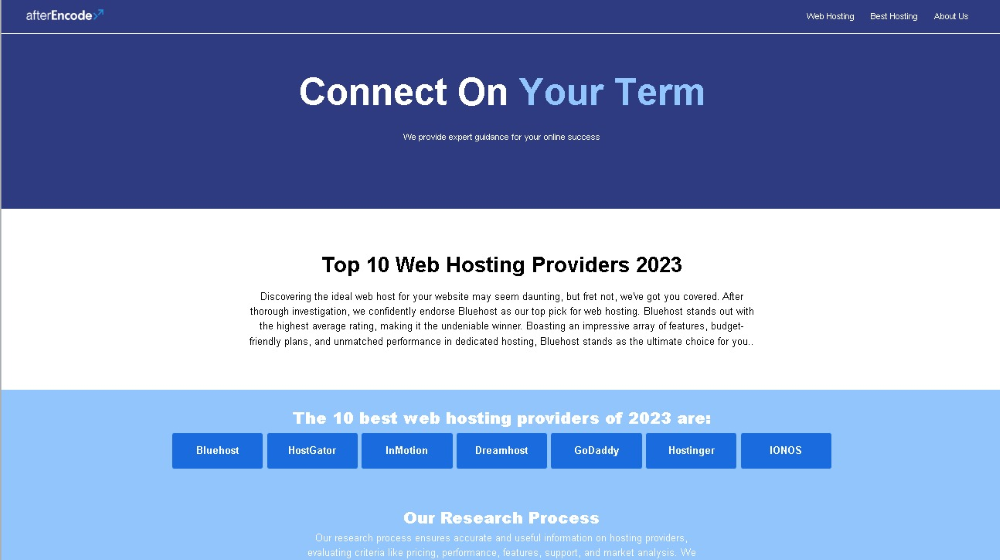 afterEncode
Web Hosting Best Hosting About Us
Connect On Your Term
We provide expert guidance for your online success
Top 10 Web Hosting Providers 2023
Discovering the ideal web host for your website may seem daunting, but fret not, we've got you covered. After
thorough investigation, we confidently endorse Bluehost as our top pick for web hosting. Bluehost stands out with
the highest average rating, making it the undeniable winner. Boasting an impressive array of features, budget-
friendly plans, and unmatched performance in dedicated hosting, Bluehost stands as the ultimate choice for you..
The 10 best web hosting providers of 2023 are:
Bluehost HostGator InMotion Dreamhost GoDaddy Hostinger IONOS
Our Research Process
Our research process ensures accurate and useful information on hosting providers,
evaluating criteria like pricing, performance, features, support, and market analysis. We